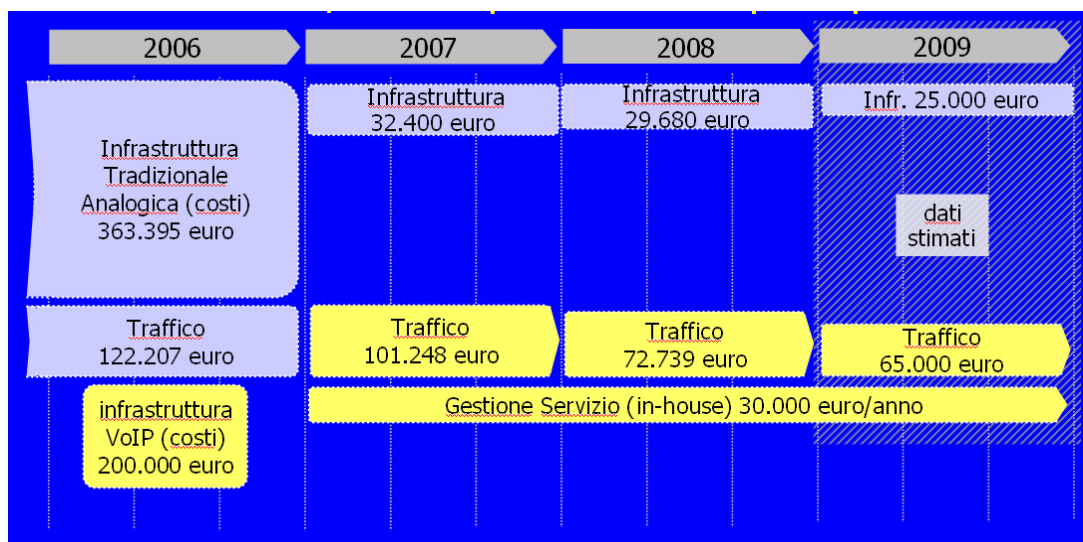 2006
2007
2008
2009
Infrastruttura
Tradizionale
Analogica (costi)
363.395 euro
Infrastruttura
32.400 euro
Infrastruttura
29.680 euro
Infr. 25.000 euro
dati
stimati
Traffico
122.207 euro
Traffico
101.248 euro
Traffico
72.739 euro
Traffico
65.000 euro
infrastruttura
VoIP (costi)
200.000 euro
Gestione Servizio (in-house) 30.000 euro/anno